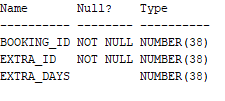 Name Null? Type
---------- -------- ----------
BOOKING_ID NOT NULL NUMBER(38)
EXTRA_ID NOT NULL NUMBER(38)
EXTRA_DAYS NUMBER(38)